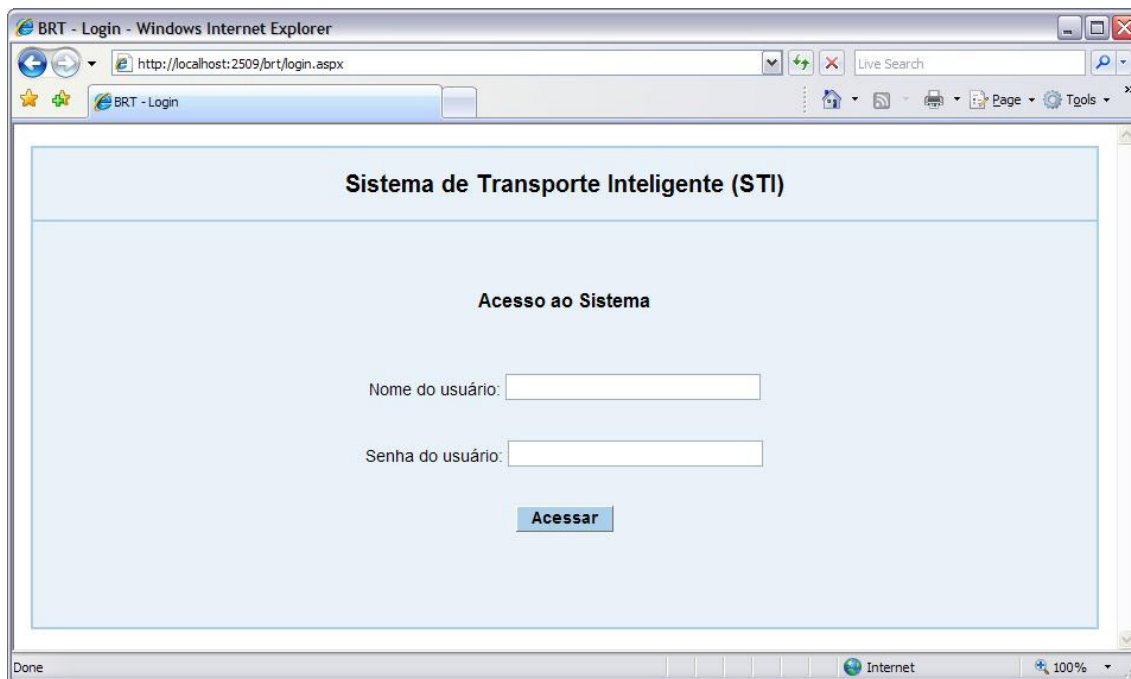 BRT - Login - Windows Internet Explorer
http://localhost:2509/brt/login.aspx
Live Search
BRT - Login
Page
Tools
Sistema de Transporte Inteligente (STI)
Acesso ao Sistema
Nome do usuário:
Senha do usuário:
Acessar
Done
Internet
100%